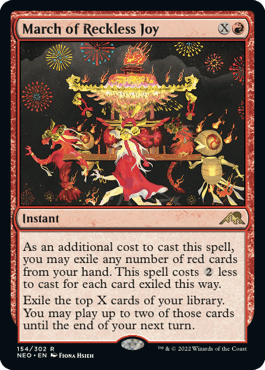 March of Reckless Joy X R
Instant
As an additional cost to cast this spell,
you may exile any number of red cards
from your hand. This spell costs 2 less
to cast for each card exiled this way.
Exile the top X cards of your library.
You may play up to two of those cards
until the end of your next turn.
154/302 R
NEO • EN Fiona Hsieh
™ & © 2022 Wizards of the Coast